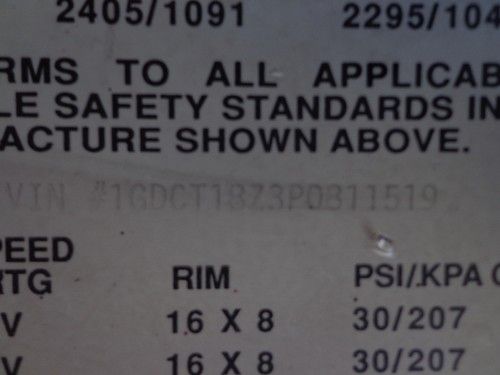 2405/1091 2295/104
RMS TO ALL APPLICAB
LE SAFETY STANDARDS IN
ACTURE SHOWN ABOVE.
VIN #1GDCT18Z3P0811519
PEED
RTG RIM PSI/KPA C
V 16 X 8 30/207
V 16 X 8 30/207